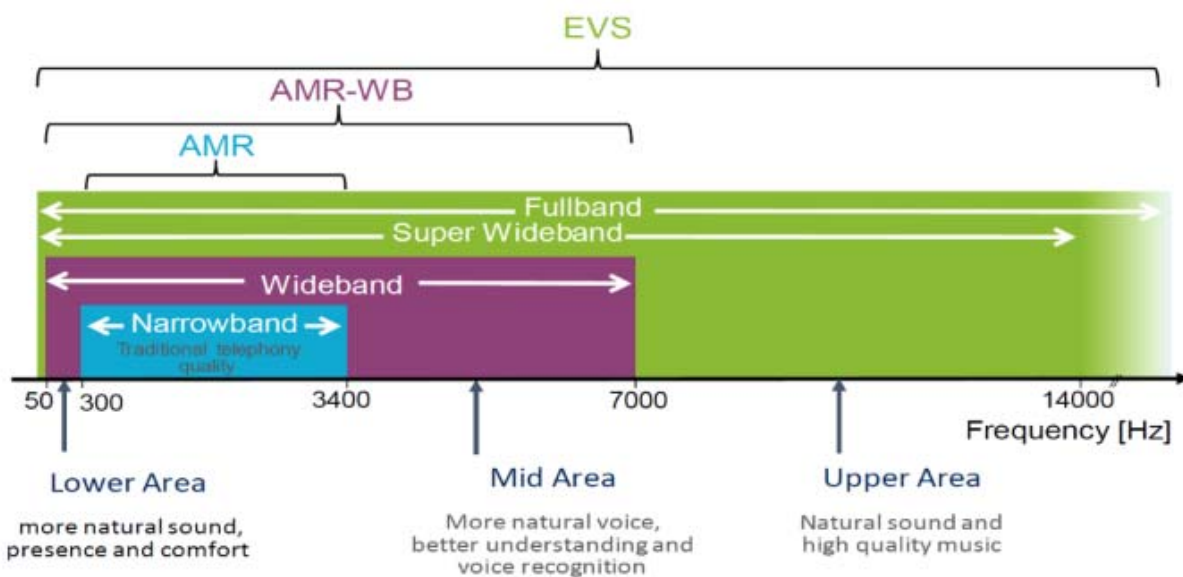 EVS
AMR-WB
AMR
Fullband
Super Wideband
Wideband
Narrowband
Traditional telephony
quality
50 300 3400 7000 14000
Frequency [Hz]
Lower Area
more natural sound,
presence and comfort
Mid Area
More natural voice,
better understanding and
voice recognition
Upper Area
Natural sound and
high quality music